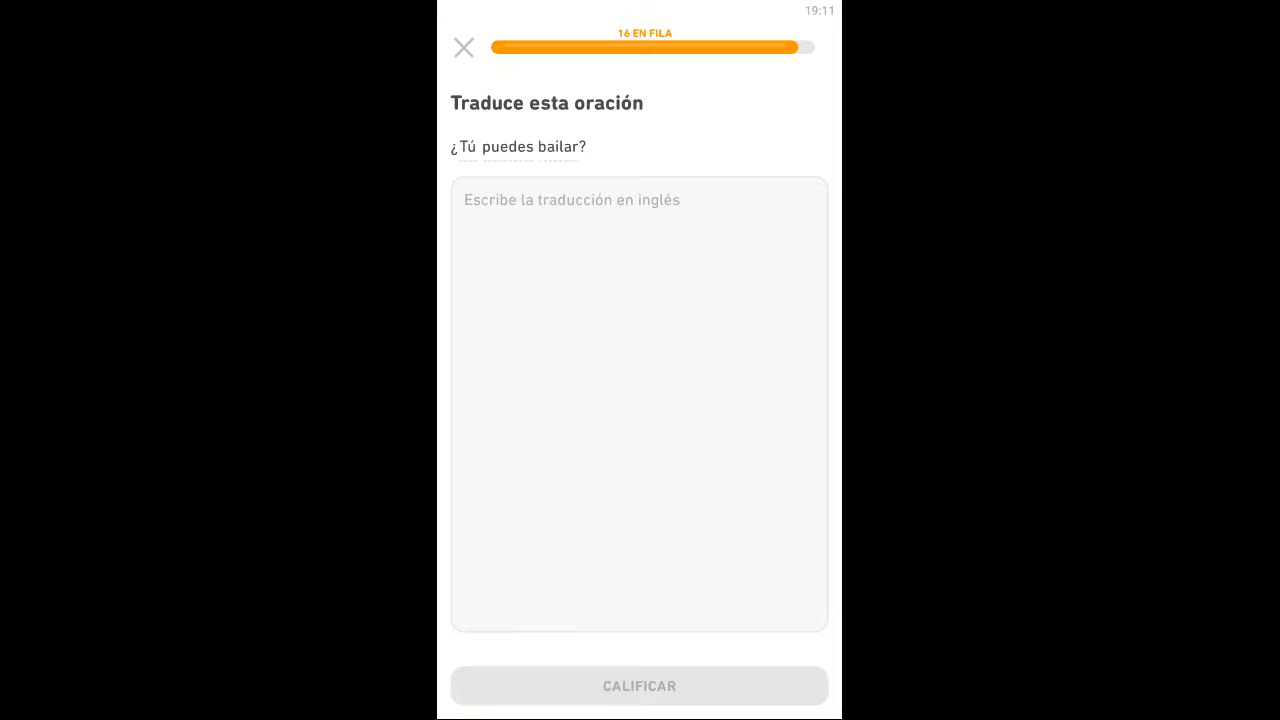 19:11
16 EN FILA
Traduce esta oración
¿Tú puedes bailar?
Escribe la traducción en inglés
CALIFICAR